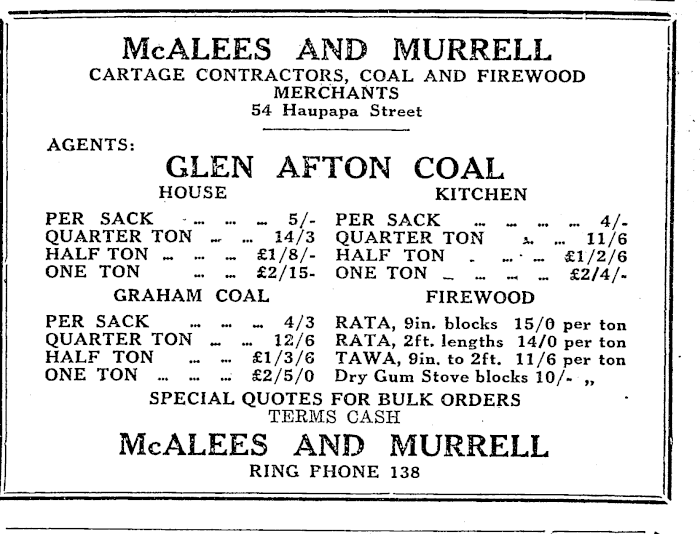 McALEES AND MURRELL
CARTAGE CONTRACTORS, COAL AND FIREWOOD
MERCHANTS
54 Haupapa Street
AGENTS:
GLEN AFTON COAL
HOUSE
PER SACK ... ... ... 5/-
QUARTER TON ... ... 14/3
HALF TON ... ... ... £1/8/-
ONE TON ... ... £2/15-
KITCHEN
PER SACK ... ... ... ... 4/-
QUARTER TON ... ... 11/6
HALF TON ... ... ... £1/2/6
ONE TON ... ... ... ... £2/4/-
GRAHAM COAL
PER SACK ... ... ... 4/3
QUARTER TON ... ... 12/6
HALF TON ... ... £1/3/6
ONE TON ... ... ... £2/5/0
FIREWOOD
RATA, 9in. blocks 15/0 per ton
RATA, 2ft. lengths 14/0 per ton
TAWA, 9in. to 2ft. 11/6 per ton
Dry Gum Stove blocks 10/- „
SPECIAL QUOTES FOR BULK ORDERS
TERMS CASH
McALEES AND MURRELL
RING PHONE 138